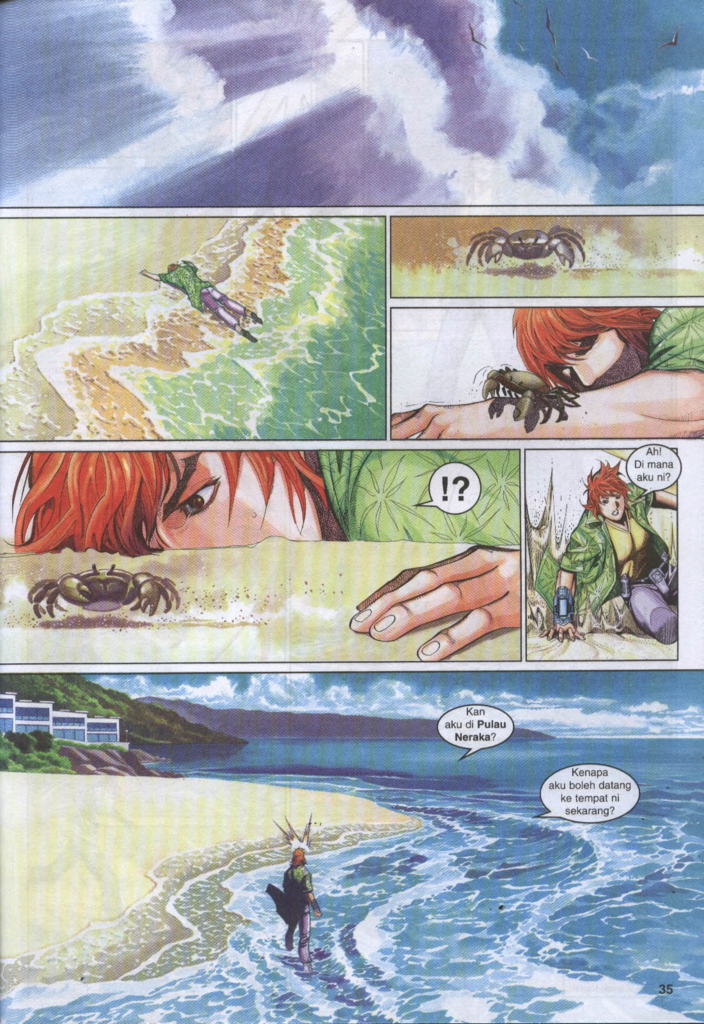 !?
Ah!
Di mana
aku ni?
Kan
aku di Pulau
Neraka?
Kenapa
aku boleh datang
ke tempat ni
sekarang?
35